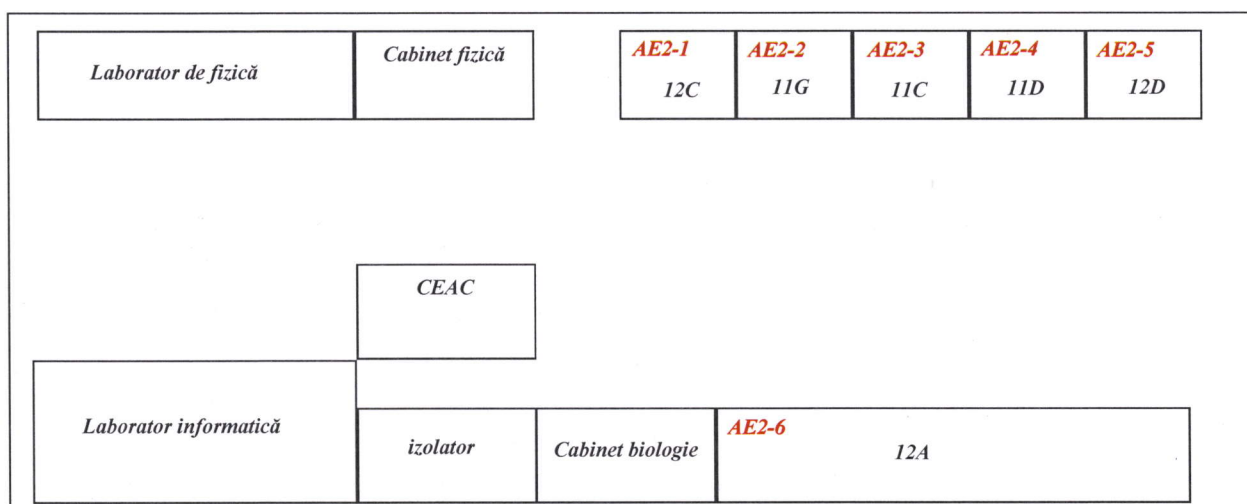 Laborator de fizică
Cabinet fizică
AE2-1
12C
AE2-2
11G
AE2-3
11C
AE2-4
11D
AE2-5
12D
CEAC
Laborator informatică
izolator
Cabinet biologie
AE2-6
12A